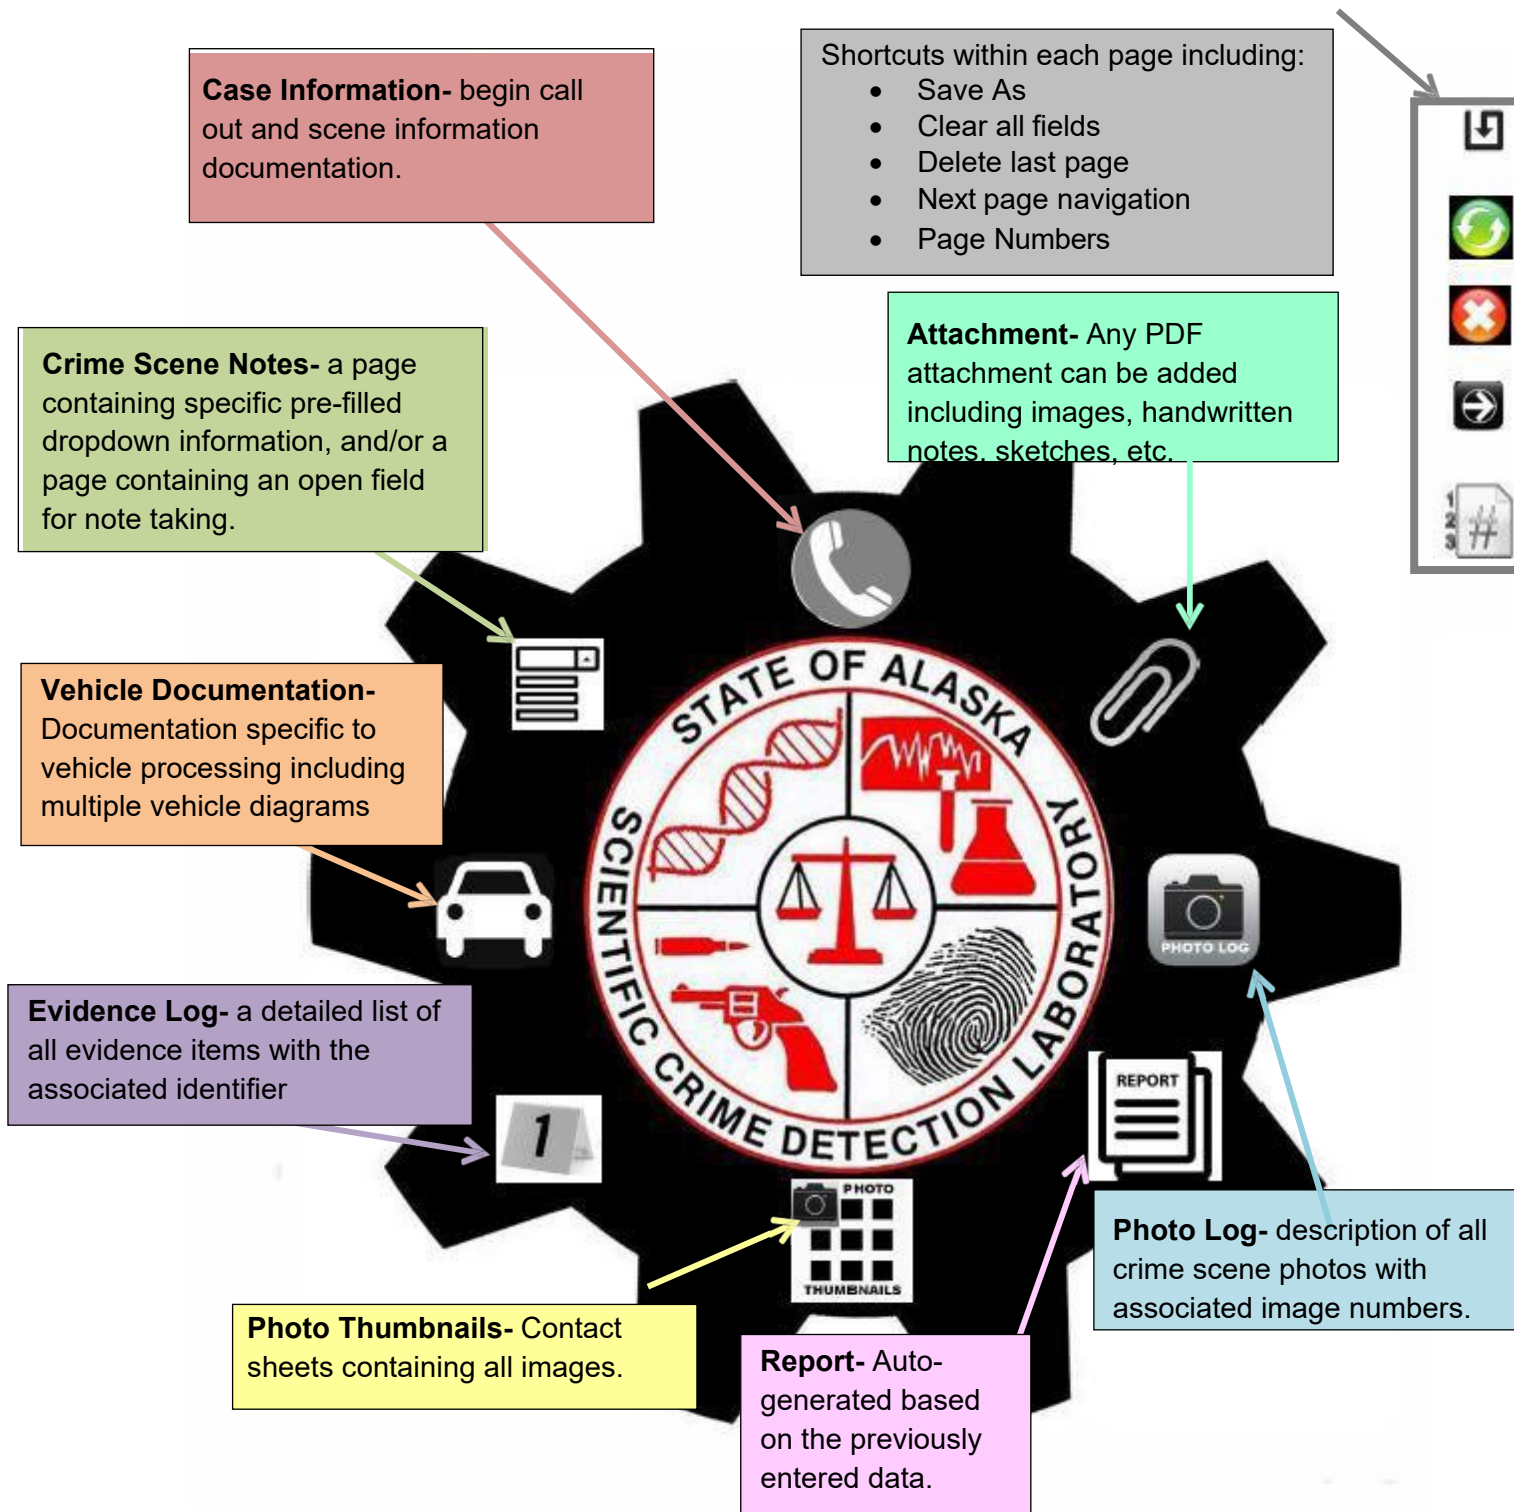 Shortcuts within each page including:
• Save As
• Clear all fields
• Delete last page
• Next page navigation
• Page Numbers
Case Information- begin call
out and scene information
documentation.
Attachment- Any PDF
attachment can be added
including images, handwritten
notes, sketches, etc.
Crime Scene Notes- a page
containing specific pre-filled
dropdown information, and/or a
page containing an open field
for note taking.
1
2
3
#
Vehicle Documentation-
Documentation specific to
vehicle processing including
multiple vehicle diagrams
STATE OF ALASKA
SCIENTIFIC CRIME DETECTION LABORATORY
PHOTO LOG
Evidence Log- a detailed list of
all evidence items with the
associated identifier
1
REPORT
PHOTO
THUMBNAILS
Photo Log- description of all
crime scene photos with
associated image numbers.
Photo Thumbnails- Contact
sheets containing all images.
Report- Auto-
generated based
on the previously
entered data.